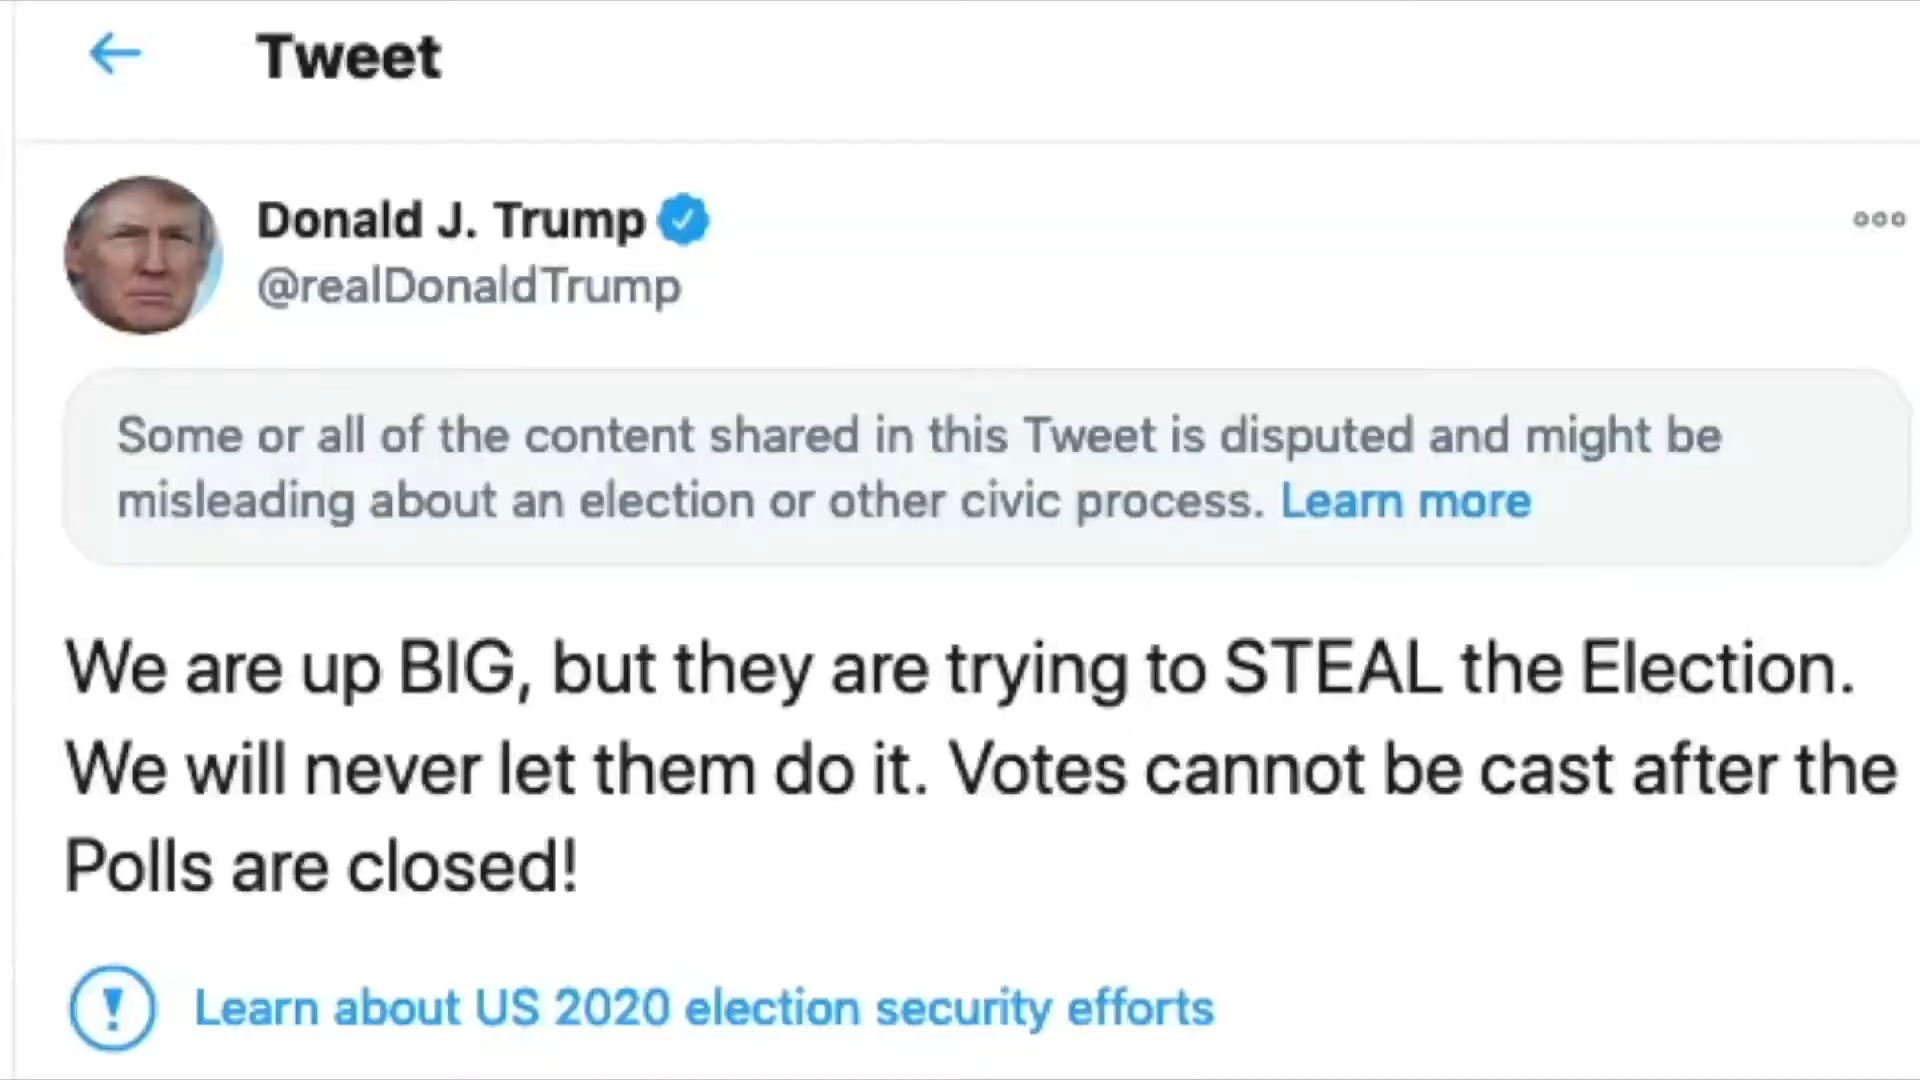 Tweet
Donald J. Trump
@realDonaldTrump
Some or all of the content shared in this Tweet is disputed and might be
misleading about an election or other civic process. Learn more
We are up BIG, but they are trying to STEAL the Election.
We will never let them do it. Votes cannot be cast after the
Polls are closed!
Learn about US 2020 election security efforts